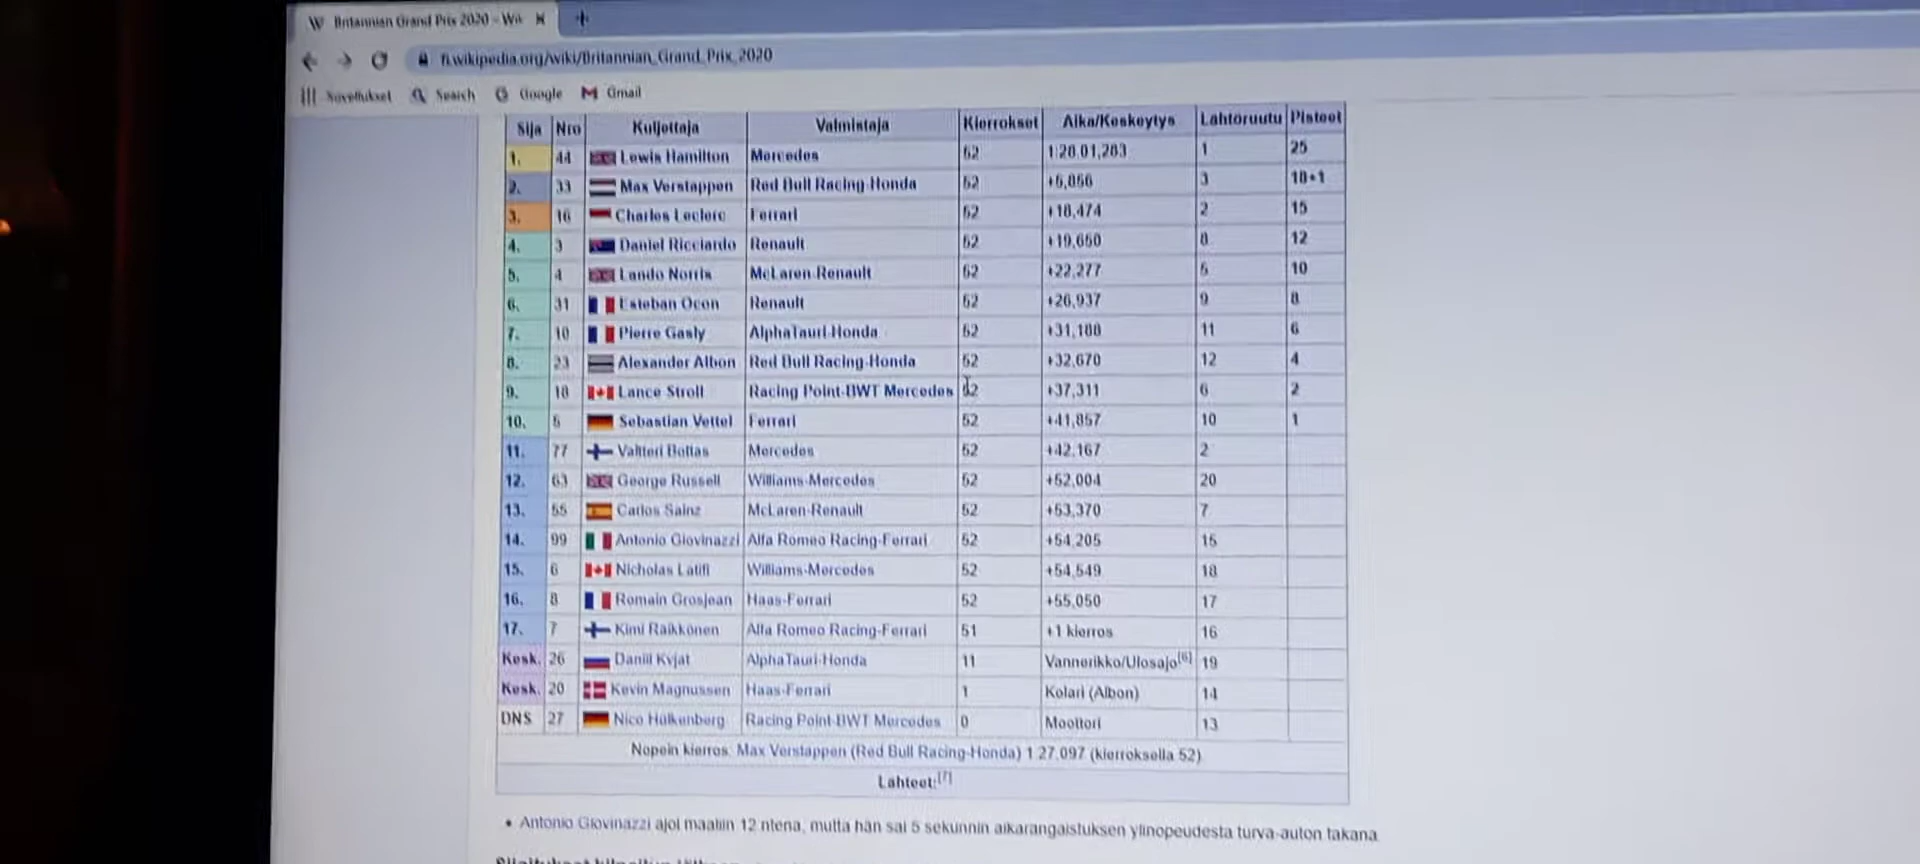 Britannian Grand Prix 2020 - Wik
fi.wikipedia.org/wiki/Britannian_Grand_Prix_2020
Sovellukset Search Google Gmail
Sija Nro Kuljettaja Valmistaja Kierrokset Aika/Keskeytys Lähtöruutu Pisteet
1. 44 Lewis Hamilton Mercedes 52 1:28.01,283 1 25
2. 33 Max Verstappen Red Bull Racing-Honda 52 +5,856 3 18+1
3. 16 Charles Leclerc Ferrari 52 +18,474 2 15
4. 3 Daniel Ricciardo Renault 52 +19,650 8 12
5. 4 Lando Norris McLaren-Renault 52 +22,277 5 10
6. 31 Esteban Ocon Renault 52 +26,937 9 8
7. 10 Pierre Gasly AlphaTauri-Honda 52 +31,188 11 6
8. 23 Alexander Albon Red Bull Racing-Honda 52 +32,670 12 4
9. 18 Lance Stroll Racing Point-BWT Mercedes 52 +37,311 6 2
10. 5 Sebastian Vettel Ferrari 52 +41,857 10 1
11. 77 Valtteri Bottas Mercedes 52 +42,167 2
12. 63 George Russell Williams-Mercedes 52 +52,004 20
13. 55 Carlos Sainz McLaren-Renault 52 +53,370 7
14. 99 Antonio Giovinazzi Alfa Romeo Racing-Ferrari 52 +54,205 15
15. 6 Nicholas Latifi Williams-Mercedes 52 +54,549 18
16. 8 Romain Grosjean Haas-Ferrari 52 +55,050 17
17. 7 Kimi Räikkönen Alfa Romeo Racing-Ferrari 51 +1 kierros 16
Kesk. 26 Daniil Kvjat AlphaTauri-Honda 11 Vannerikko/Ulosajo[6] 19
Kesk. 20 Kevin Magnussen Haas-Ferrari 1 Kolari (Albon) 14
DNS 27 Nico Hülkenberg Racing Point-BWT Mercedes 0 Moottori 13
Nopein kierros: Max Verstappen (Red Bull Racing-Honda) 1.27,097 (kierroksella 52)
Lähteet:[7]
• Antonio Giovinazzi ajoi maaliin 12:ntena, mutta hän sai 5 sekunnin aikarangaistuksen ylinopeudesta turva-auton takana